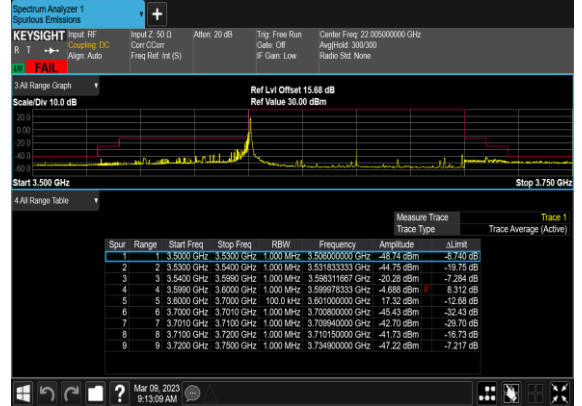 Spectrum Analyzer 1
Spurious Emissions
+
KEYSIGHT Input: RF Input Z: 50 Ω Atten: 20 dB Trig: Free Run Center Freq: 22.005000000 GHz
R T Coupling: DC Corr CCorr Gate: Off Avg|Hold: 300/300
Align: Auto Freq Ref: Int (S) IF Gain: Low Radio Std: None
LXI FAIL
3 All Range Graph
Ref Lvl Offset 15.68 dB
Scale/Div 10.0 dB Ref Value 30.00 dBm
20.0
0.00
-20.0
-40.0
-60.0
Start 3.500 GHz Stop 3.750 GHz
4 All Range Table
Measure Trace Trace 1
Trace Type Trace Average (Active)
Spur Range Start Freq Stop Freq RBW Frequency Amplitude ΔLimit
1 1 3.5000 GHz 3.5300 GHz 1.000 MHz 3.506000000 GHz -48.74 dBm -8.740 dB
2 2 3.5300 GHz 3.5400 GHz 1.000 MHz 3.531833333 GHz -44.75 dBm -19.75 dB
3 3 3.5400 GHz 3.5990 GHz 1.000 MHz 3.598311667 GHz -20.28 dBm -7.284 dB
4 4 3.5990 GHz 3.6000 GHz 1.000 MHz 3.599978333 GHz -4.688 dBm F 8.312 dB
5 5 3.6000 GHz 3.7000 GHz 100.0 kHz 3.601000000 GHz 17.32 dBm -12.68 dB
6 6 3.7000 GHz 3.7010 GHz 1.000 MHz 3.700800000 GHz -45.43 dBm -32.43 dB
7 7 3.7010 GHz 3.7100 GHz 1.000 MHz 3.709940000 GHz -42.70 dBm -29.70 dB
8 8 3.7100 GHz 3.7200 GHz 1.000 MHz 3.710150000 GHz -41.73 dBm -16.73 dB
9 9 3.7200 GHz 3.7500 GHz 1.000 MHz 3.734900000 GHz -47.22 dBm -7.217 dB
? Mar 09, 2023
9:13:09 AM